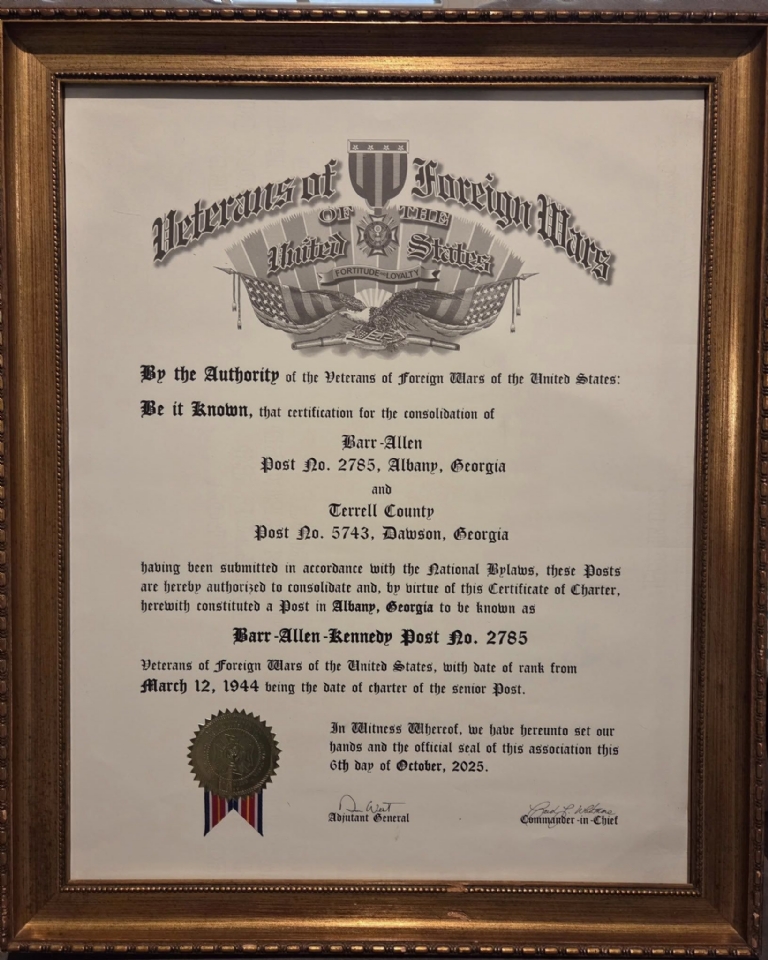 Veterans of Foreign Wars
OF THE
United States
FORTITUDE LOYALTY
By the Authority of the Veterans of Foreign Wars of the United States:
Be it Known, that certification for the consolidation of
Barr-Allen
Post No. 2785, Albany, Georgia
and
Terrell County
Post No. 5743, Dawson, Georgia
having been submitted in accordance with the National Bylaws, these Posts
are hereby authorized to consolidate and, by virtue of this Certificate of Charter,
herewith constituted a Post in Albany, Georgia to be known as
Barr-Allen-Kennedy Post No. 2785
Veterans of Foreign Wars of the United States, with date of rank from
March 12, 1944 being the date of charter of the senior Post.
In Witness Whereof, we have hereunto set our
hands and the official seal of this association this
6th day of October, 2025.
Adjutant General
Commander-in-Chief